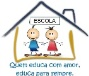 ESCOLA
Quem educa com amor,
educa para sempre.